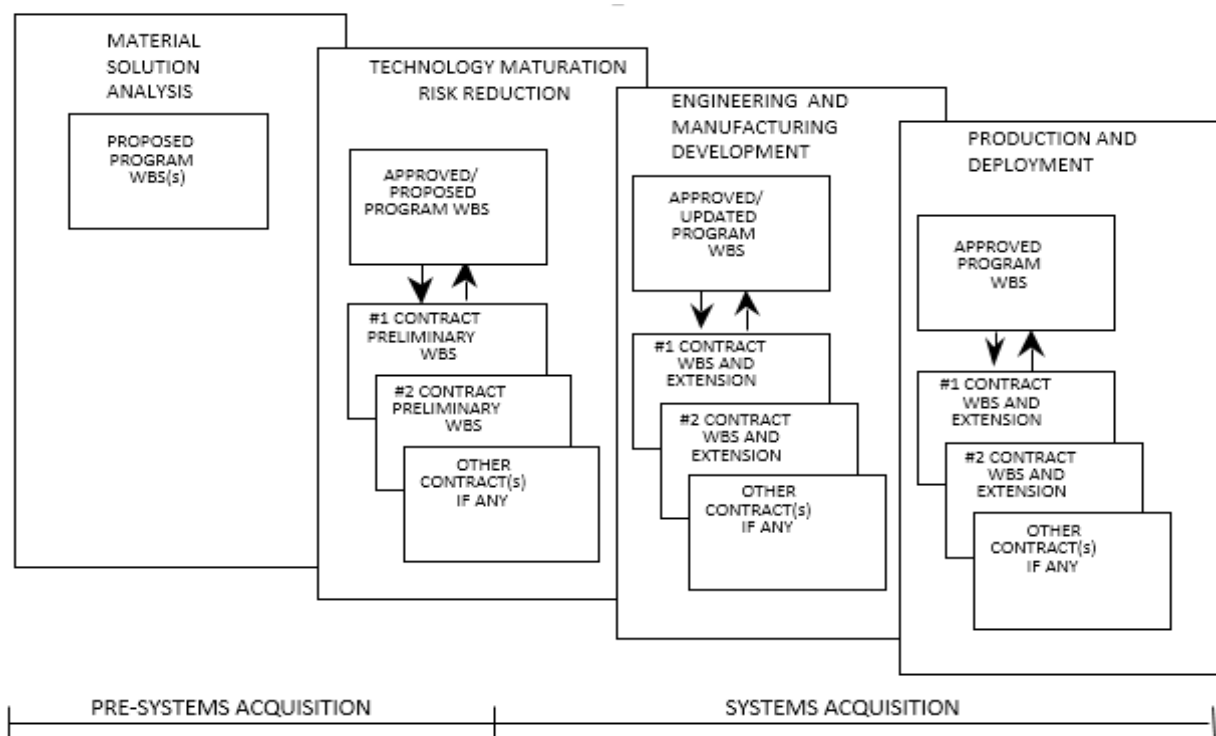 MATERIAL
SOLUTION
ANALYSIS
PROPOSED
PROGRAM
WBS(s)
TECHNOLOGY MATURATION
RISK REDUCTION
APPROVED/
PROPOSED
PROGRAM WBS
#1 CONTRACT
PRELIMINARY
WBS
#2 CONTRACT
PRELIMINARY
WBS
OTHER
CONTRACT(s)
IF ANY
ENGINEERING AND
MANUFACTURING
DEVELOPMENT
APPROVED/
UPDATED
PROGRAM
WBS
#1 CONTRACT
WBS AND
EXTENSION
#2 CONTRACT
WBS AND
EXTENSION
OTHER
CONTRACT(s)
IF ANY
PRODUCTION AND
DEPLOYMENT
APPROVED
PROGRAM
WBS
#1 CONTRACT
WBS AND
EXTENSION
#2 CONTRACT
WBS AND
EXTENSION
OTHER
CONTRACT(s)
IF ANY
PRE-SYSTEMS ACQUISITION
SYSTEMS ACQUISITION